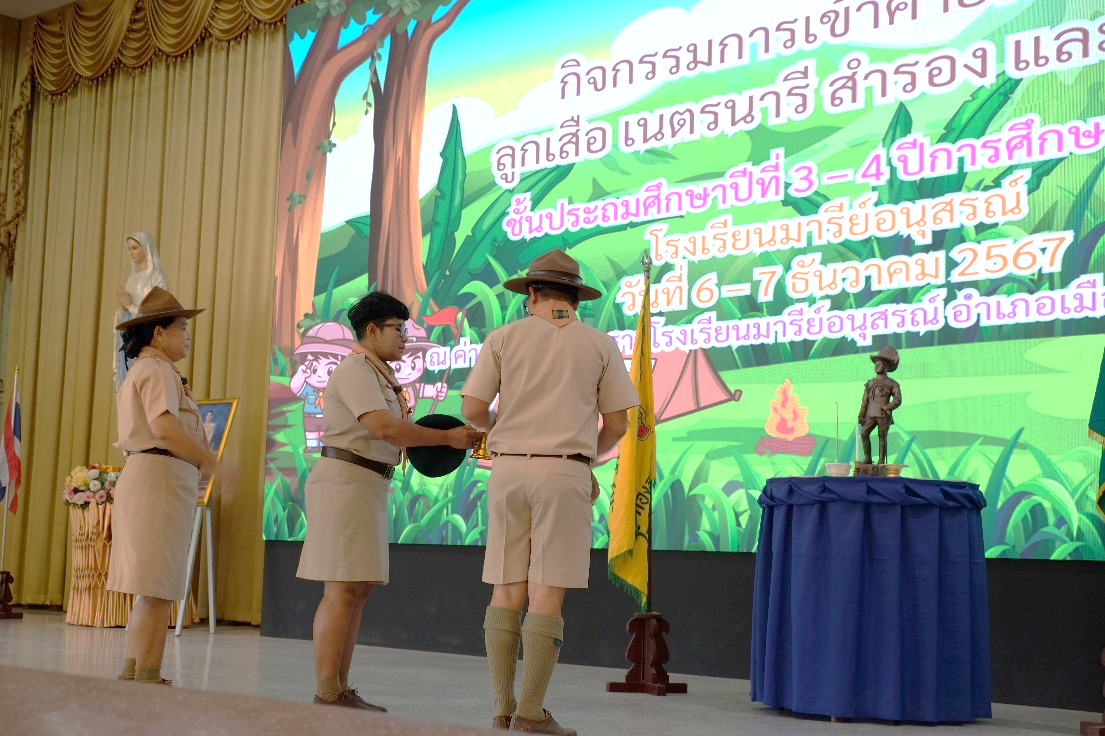 กิจกรรมการเข้าค่าย
ลูกเสือ เนตรนารี สำรอง และ
ชั้นประถมศึกษาปีที่ 3 – 4 ปีการศึกษ
โรงเรียนมารีย์อนุสรณ์
วันที่ 6 – 7 ธันวาคม 2567
ณ ค่า โรงเรียนมารีย์อนุสรณ์ อำเภอเมือ